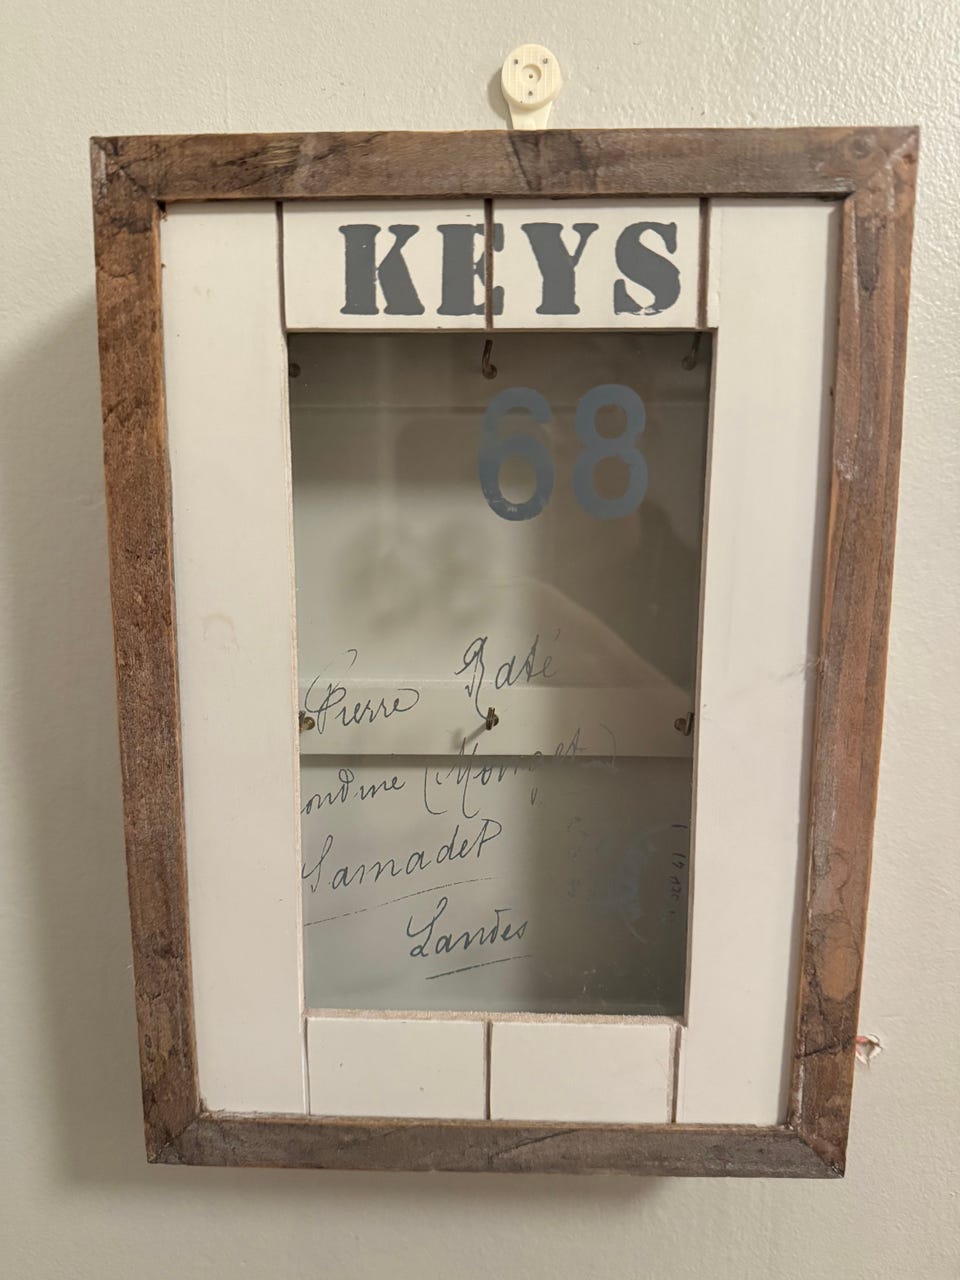 KEYS
68
Pierre Raté
Samadet
Landes